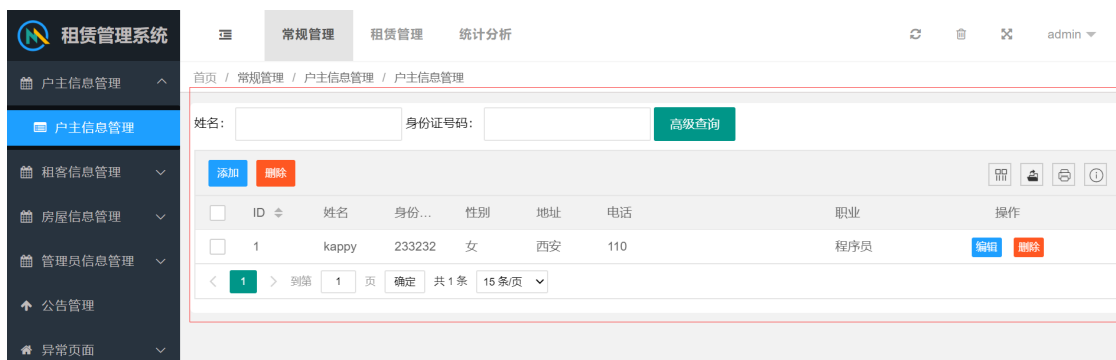 租赁管理系统
常规管理 租赁管理 统计分析 admin
户主信息管理
首页 / 常规管理 / 户主信息管理 / 户主信息管理
户主信息管理
姓名： 身份证号码： 高级查询
租客信息管理
添加 删除
房屋信息管理
ID 姓名 身份... 性别 地址 电话 职业 操作
1 kappy 233232 女 西安 110 程序员 编辑 删除
管理员信息管理
1 到第 1 页 确定 共 1 条 15 条/页
公告管理
异常页面